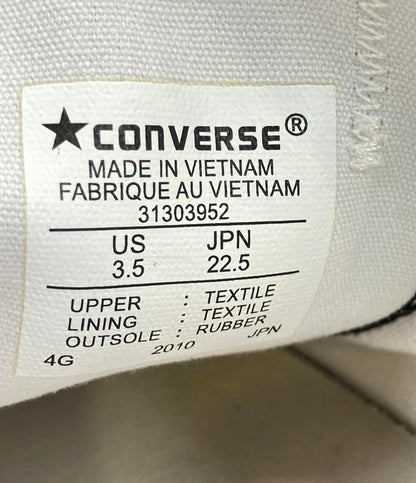 ★CONVERSE®
MADE IN VIETNAM
FABRIQUE AU VIETNAM
31303952
US JPN
3.5 22.5
UPPER : TEXTILE
LINING : TEXTILE
OUTSOLE : RUBBER
4G 2010 JPN